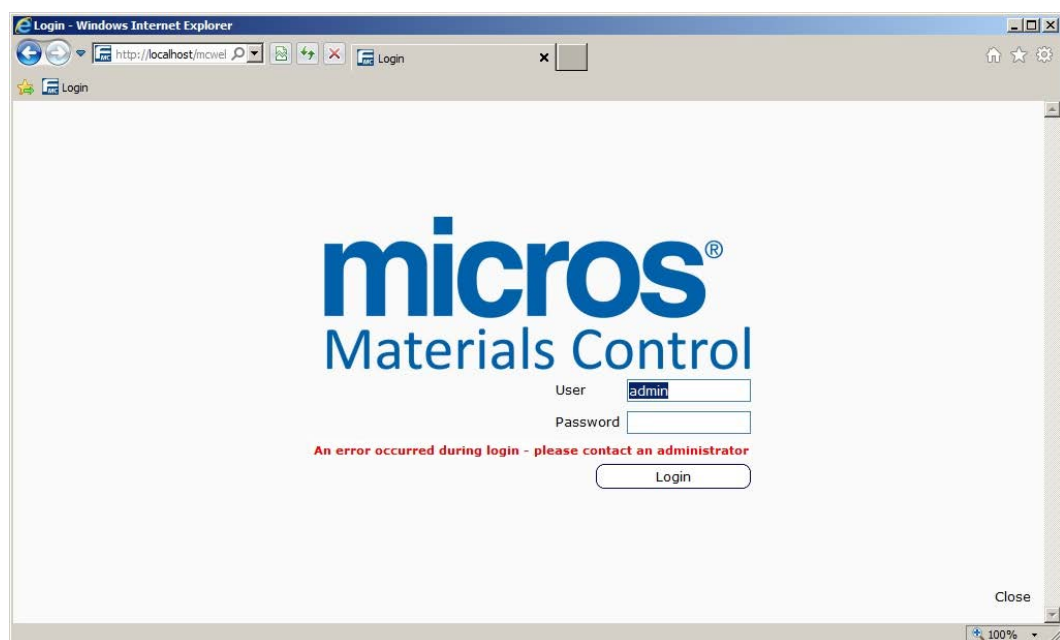 Login - Windows Internet Explorer
http://localhost/mcwel
Login
Login
micros®
Materials Control
User admin
Password
An error occurred during login - please contact an administrator
Login
Close
100%